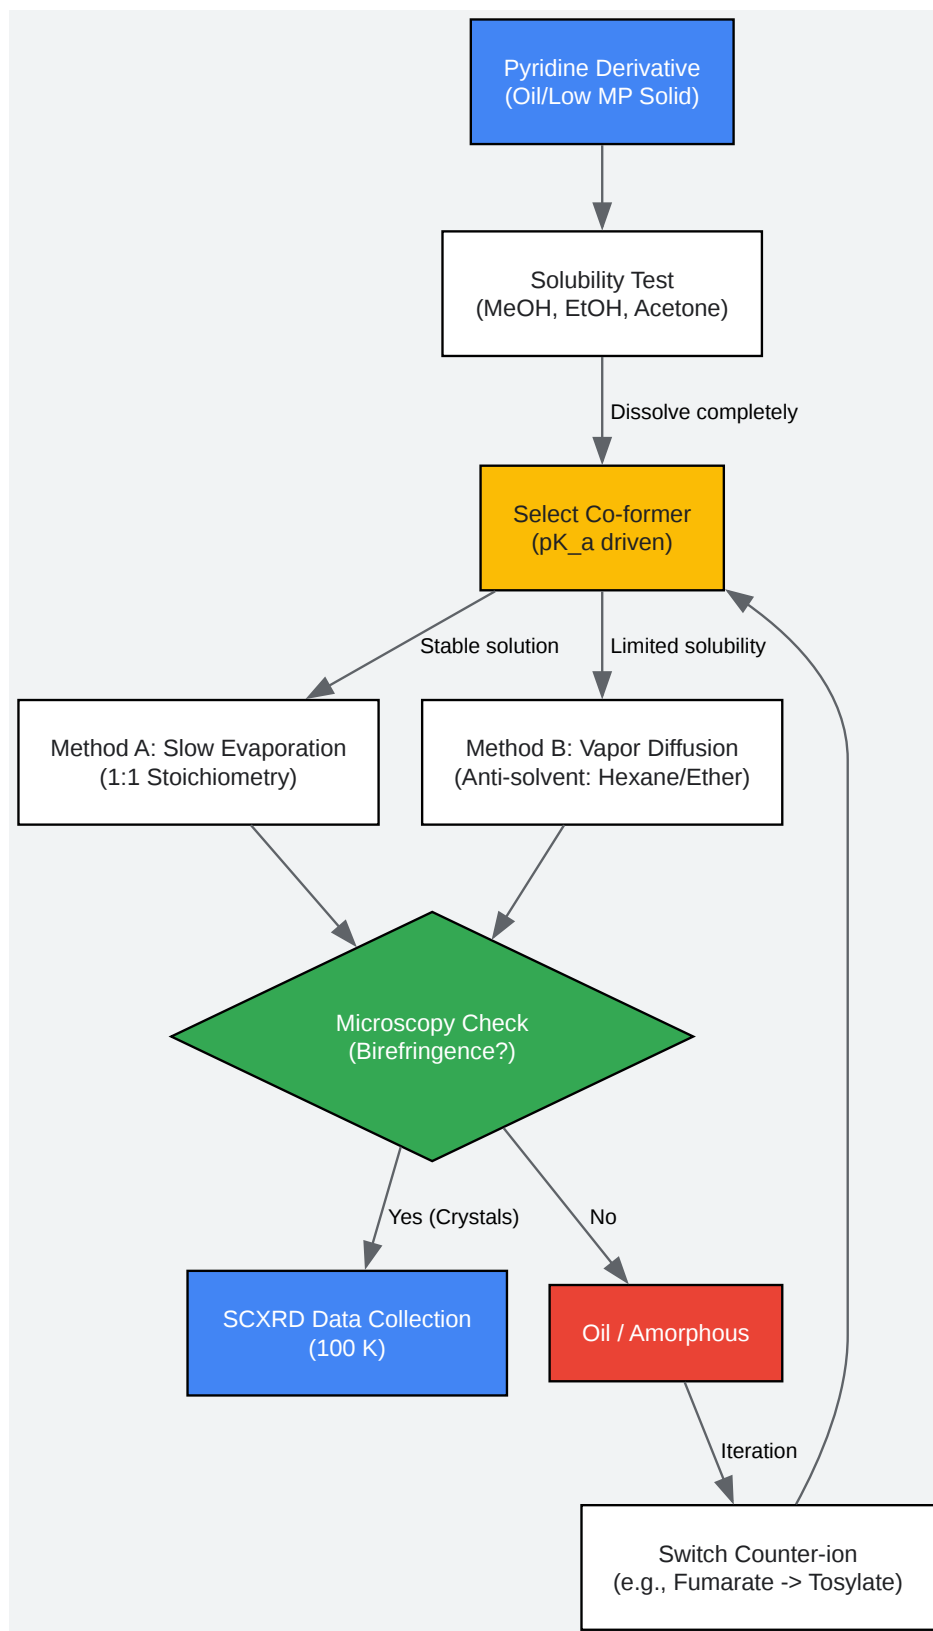 Pyridine Derivative
(Oil/Low MP Solid)
Solubility Test
(MeOH, EtOH, Acetone)
Dissolve completely
Select Co-former
(pK_a driven)
Stable solution
Limited solubility
Method A: Slow Evaporation
(1:1 Stoichiometry)
Method B: Vapor Diffusion
(Anti-solvent: Hexane/Ether)
Microscopy Check
(Birefringence?)
Yes (Crystals)
No
SCXRD Data Collection
(100 K)
Oil / Amorphous
Iteration
Switch Counter-ion
(e.g., Fumarate -> Tosylate)